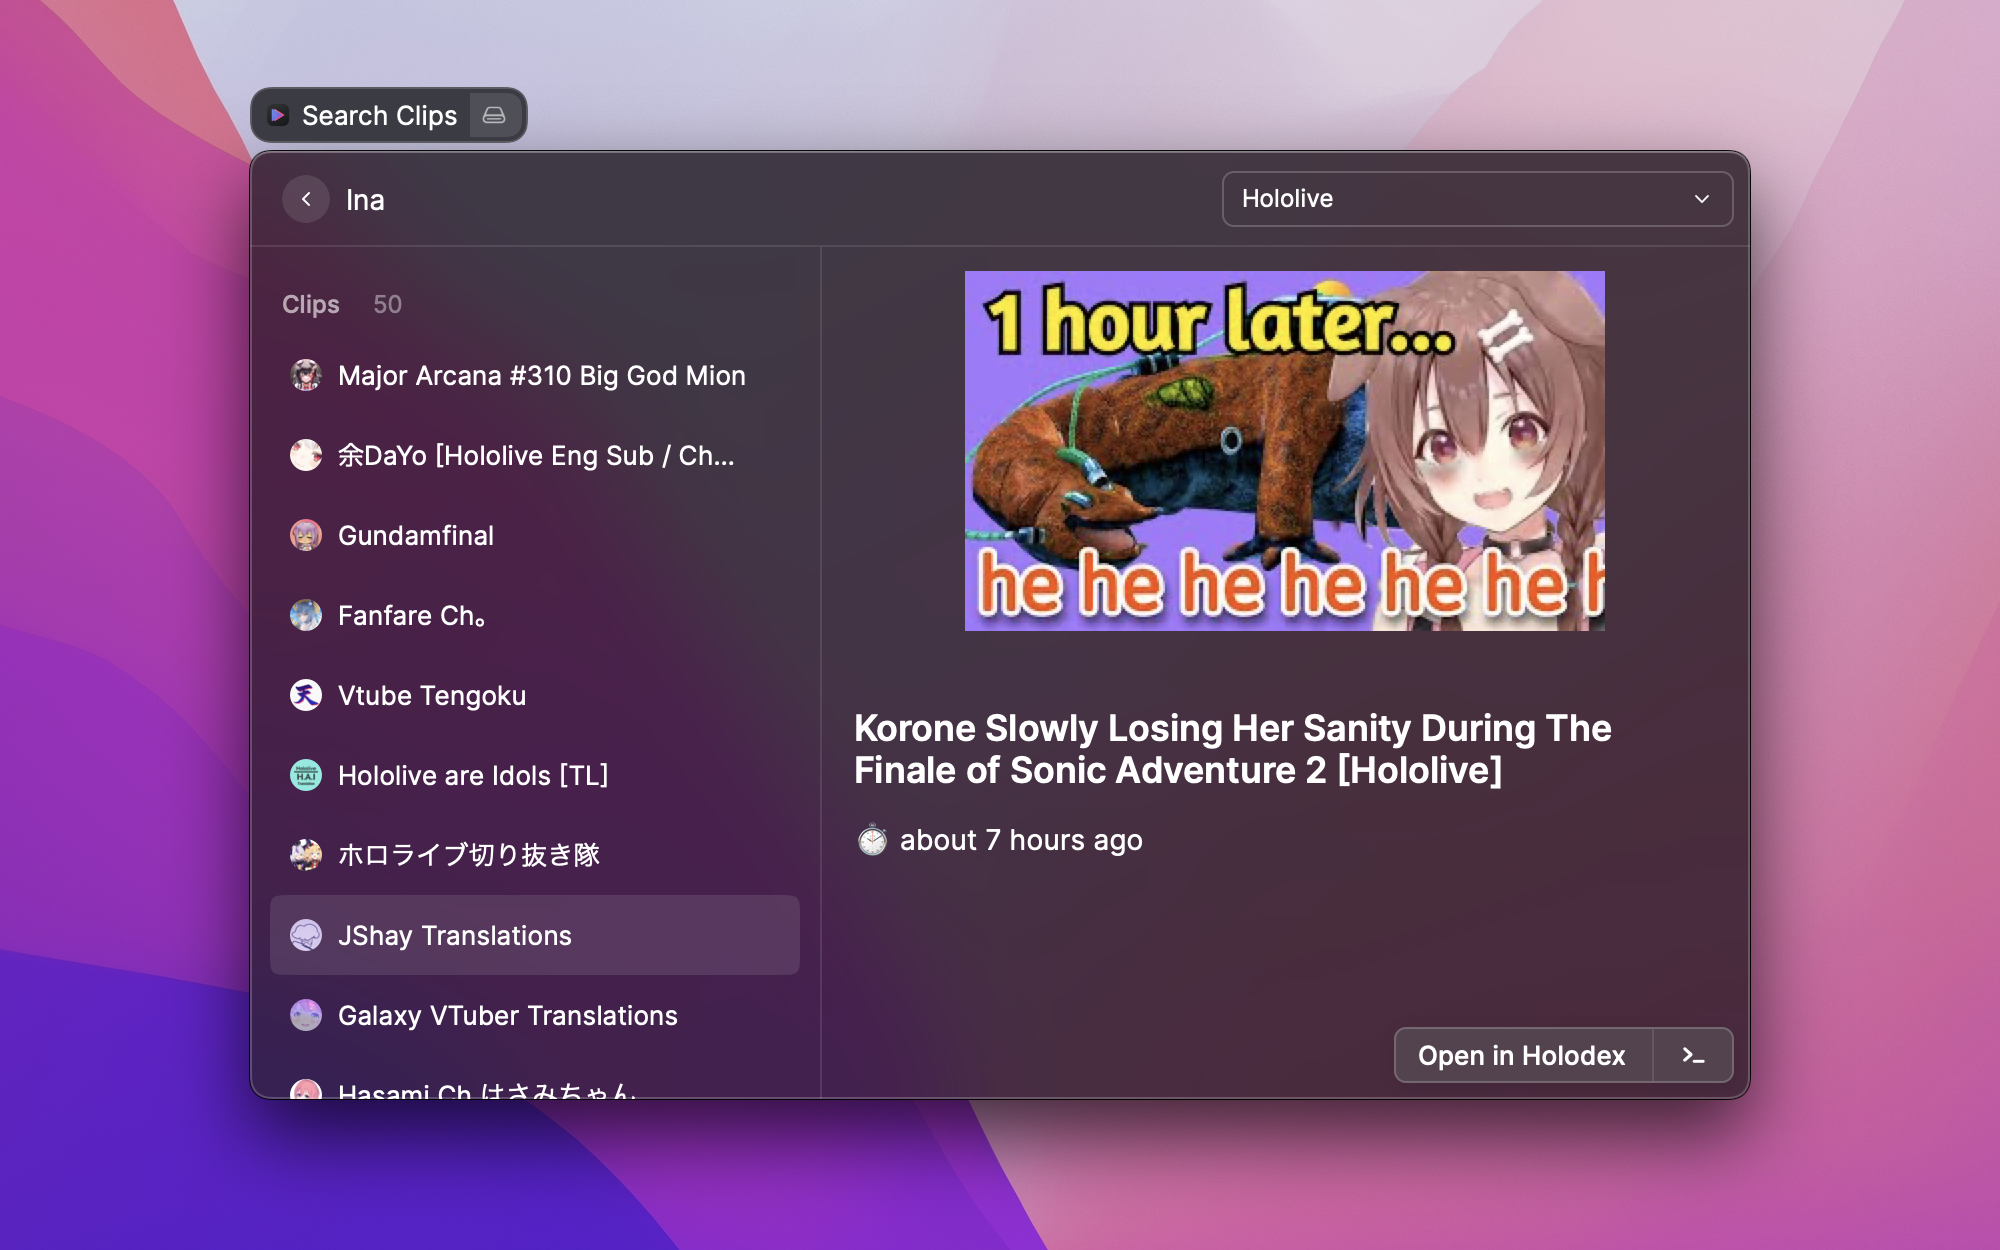 Search Clips
Ina
Hololive
Clips 50
Major Arcana #310 Big God Mion
余DaYo [Hololive Eng Sub / Ch...
Gundamfinal
Fanfare Ch。
Vtube Tengoku
天
Hololive are Idols [TL]
Hololive
H.A.I
ホロライブ切り抜き隊
JShay Translations
Galaxy VTuber Translations
Hasami Ch はさみちゃん
1 hour later...
he he he he he he h
Korone Slowly Losing Her Sanity During The
Finale of Sonic Adventure 2 [Hololive]
about 7 hours ago
Open in Holodex